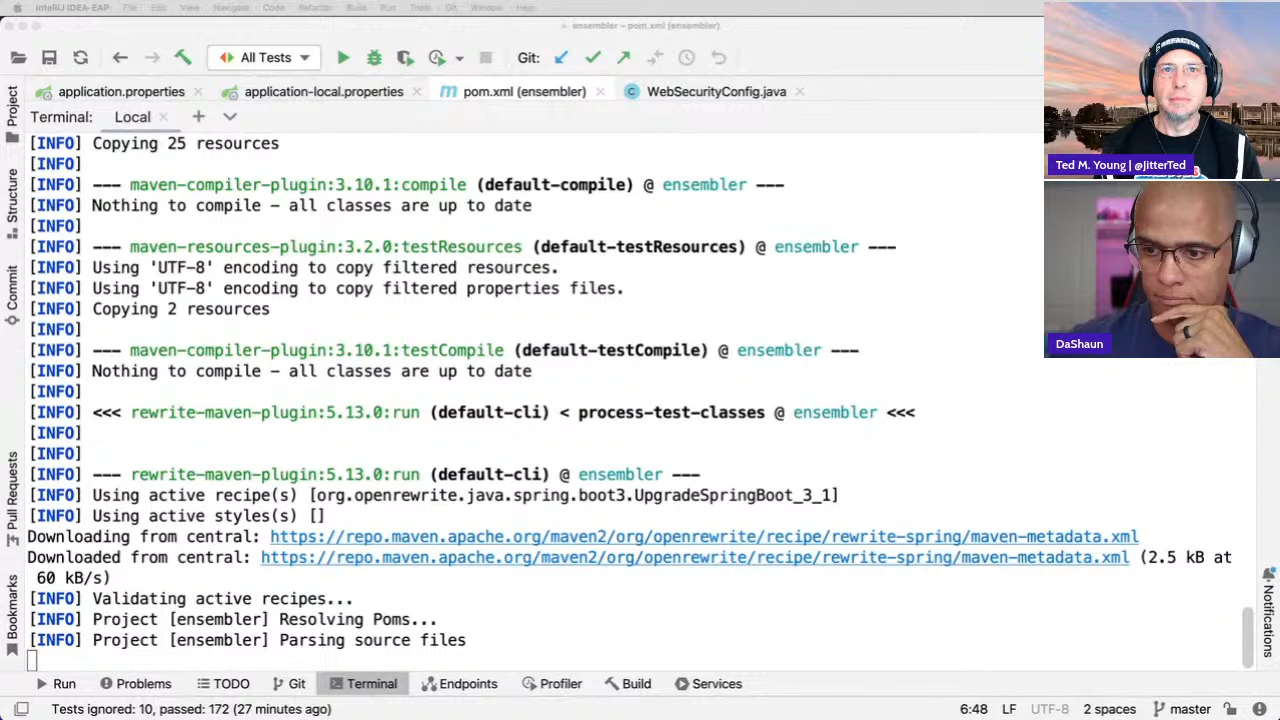 IntelliJ IDEA-EAP File Edit View Navigate Code Refactor Build Run Tools Git Window Help
ensembler – pom.xml (ensembler)
All Tests
Git:
application.properties
application-local.properties
pom.xml (ensembler)
WebSecurityConfig.java
Terminal:
Local
[INFO] Copying 25 resources
[INFO]
[INFO] --- maven-compiler-plugin:3.10.1:compile (default-compile) @ ensembler ---
[INFO] Nothing to compile - all classes are up to date
[INFO]
[INFO] --- maven-resources-plugin:3.2.0:testResources (default-testResources) @ ensembler ---
[INFO] Using 'UTF-8' encoding to copy filtered resources.
[INFO] Using 'UTF-8' encoding to copy filtered properties files.
[INFO] Copying 2 resources
[INFO]
[INFO] --- maven-compiler-plugin:3.10.1:testCompile (default-testCompile) @ ensembler ---
[INFO] Nothing to compile - all classes are up to date
[INFO]
[INFO] <<< rewrite-maven-plugin:5.13.0:run (default-cli) < process-test-classes @ ensembler <<<
[INFO]
[INFO]
[INFO] --- rewrite-maven-plugin:5.13.0:run (default-cli) @ ensembler ---
[INFO] Using active recipe(s) [org.openrewrite.java.spring.boot3.UpgradeSpringBoot_3_1]
[INFO] Using active styles(s) []
Downloading from central: https://repo.maven.apache.org/maven2/org/openrewrite/recipe/rewrite-spring/maven-metadata.xml
Downloaded from central: https://repo.maven.apache.org/maven2/org/openrewrite/recipe/rewrite-spring/maven-metadata.xml (2.5 kB at
60 kB/s)
[INFO] Validating active recipes...
[INFO] Project [ensembler] Resolving Poms...
[INFO] Project [ensembler] Parsing source files
Project
Structure
Commit
Pull Requests
Bookmarks
Notifications
Ted M. Young | @JitterTed
DaShaun
Run
Problems
TODO
Git
Terminal
Endpoints
Profiler
Build
Services
Tests ignored: 10, passed: 172 (27 minutes ago)
6:48 LF UTF-8 2 spaces master